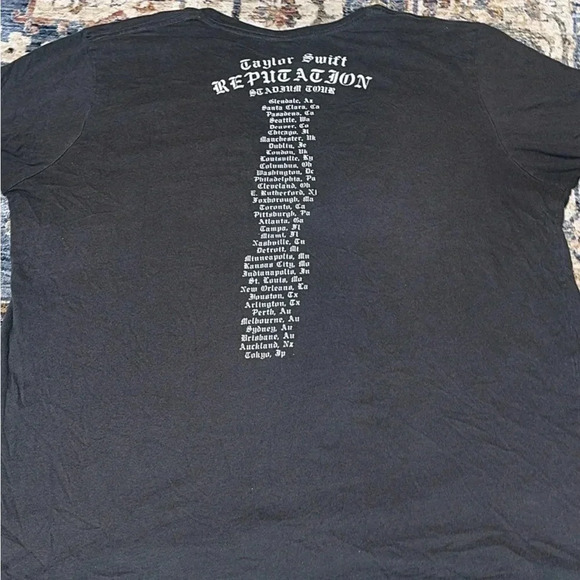 Taylor Swift
REPUTATION
STADIUM TOUR
Glendale, Az
Santa Clara, Ca
Pasadena, Ca
Seattle, Wa
Denver, Co
Chicago, Il
Manchester, Uk
Dublin, Ie
London, Uk
Louisville, Ky
Columbus, Oh
Washington, Dc
Philadelphia, Pa
Cleveland, Oh
E. Rutherford, Nj
Foxborough, Ma
Toronto, Ca
Pittsburgh, Pa
Atlanta, Ga
Tampa, Fl
Miami, Fl
Nashville, Tn
Detroit, Mi
Minneapolis, Mn
Kansas City, Mo
Indianapolis, In
St. Louis, Mo
New Orleans, La
Houston, Tx
Arlington, Tx
Perth, Au
Melbourne, Au
Sydney, Au
Brisbane, Au
Auckland, Nz
Tokyo, Jp